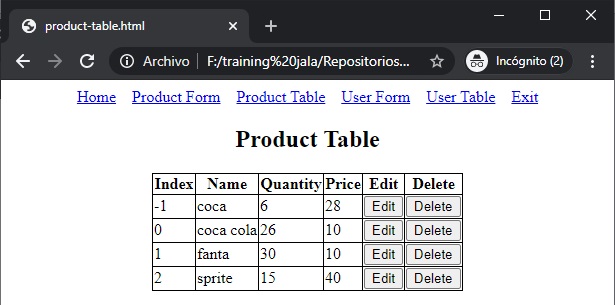 product-table.html
Archivo F:/training%20jala/Repositorios... Incógnito (2)
Home Product Form Product Table User Form User Table Exit
Product Table
Index Name Quantity Price Edit Delete
-1 coca 6 28 Edit Delete
0 coca cola 26 10 Edit Delete
1 fanta 30 10 Edit Delete
2 sprite 15 40 Edit Delete